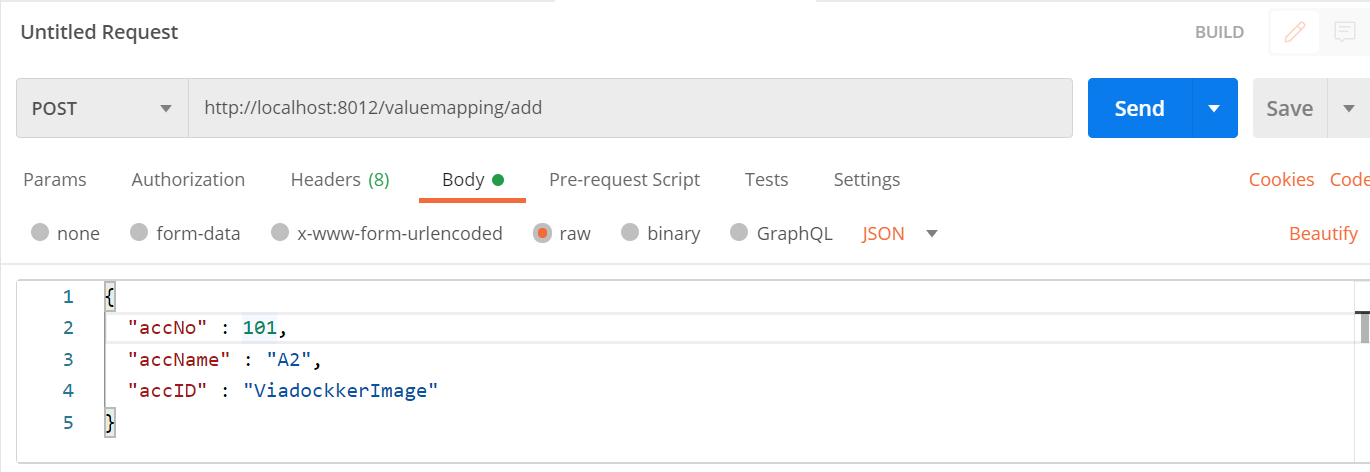 Untitled Request
BUILD
POST
http://localhost:8012/valuemapping/add
Send
Save
Params Authorization Headers (8) Body Pre-request Script Tests Settings Cookies Code
none form-data x-www-form-urlencoded raw binary GraphQL JSON Beautify
1 {
2 "accNo" : 101,
3 "accName" : "A2",
4 "accID" : "ViadockkerImage"
5 }